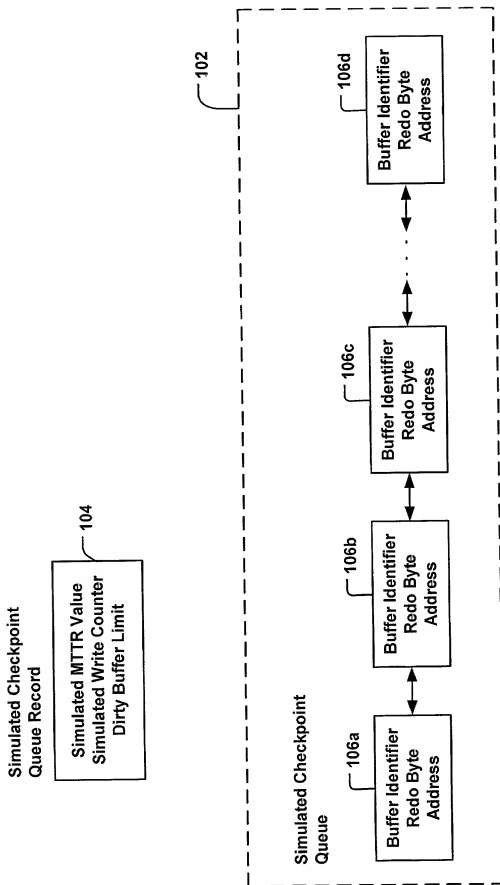 Simulated Checkpoint
Queue Record
104
Simulated MTTR Value
Simulated Write Counter
Dirty Buffer Limit
102
Simulated Checkpoint
Queue
106a
Buffer Identifier
Redo Byte
Address
106b
Buffer Identifier
Redo Byte
Address
106c
Buffer Identifier
Redo Byte
Address
. . .
106d
Buffer Identifier
Redo Byte
Address